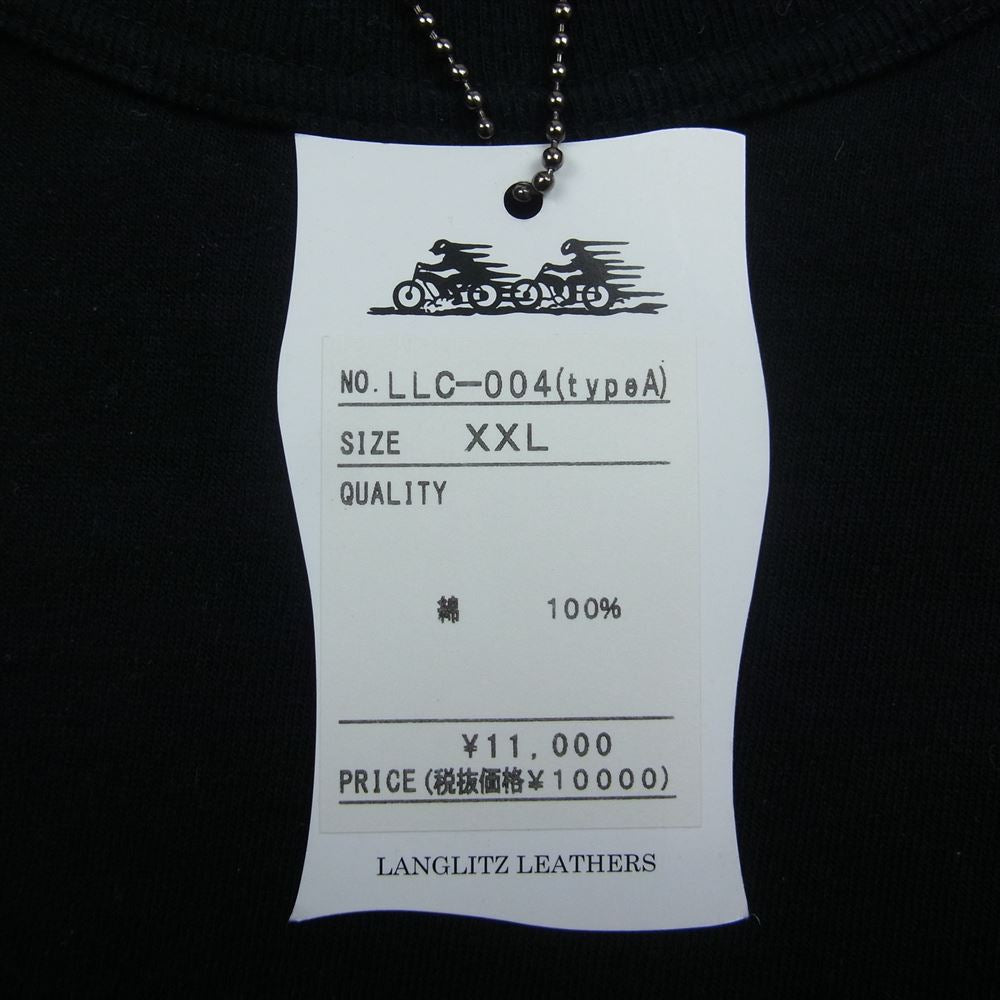 NO. LLC-004(typeA)
SIZE XXL
QUALITY
綿 100%
¥11,000
PRICE(税抜価格¥10000)
LANGLITZ LEATHERS